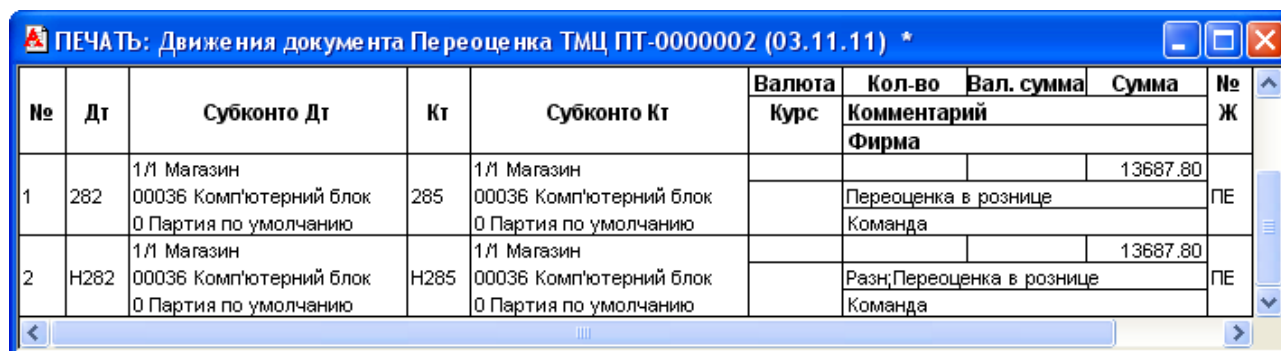 ПЕЧАТЬ: Движения документа Переоценка ТМЦ ПТ-0000002 (03.11.11) *
№ Дт Субконто Дт Кт Субконто Кт Валюта Кол-во Вал. сумма Сумма № Ж
Курс Комментарий
Фирма
1/1 Магазин 1/1 Магазин 13687.80
1 282 00036 Комп'ютерний блок 285 00036 Комп'ютерний блок Переоценка в рознице ПЕ
0 Партия по умолчанию 0 Партия по умолчанию Команда
1/1 Магазин 1/1 Магазин 13687.80
2 Н282 00036 Комп'ютерний блок Н285 00036 Комп'ютерний блок Разн;Переоценка в рознице ПЕ
0 Партия по умолчанию 0 Партия по умолчанию Команда